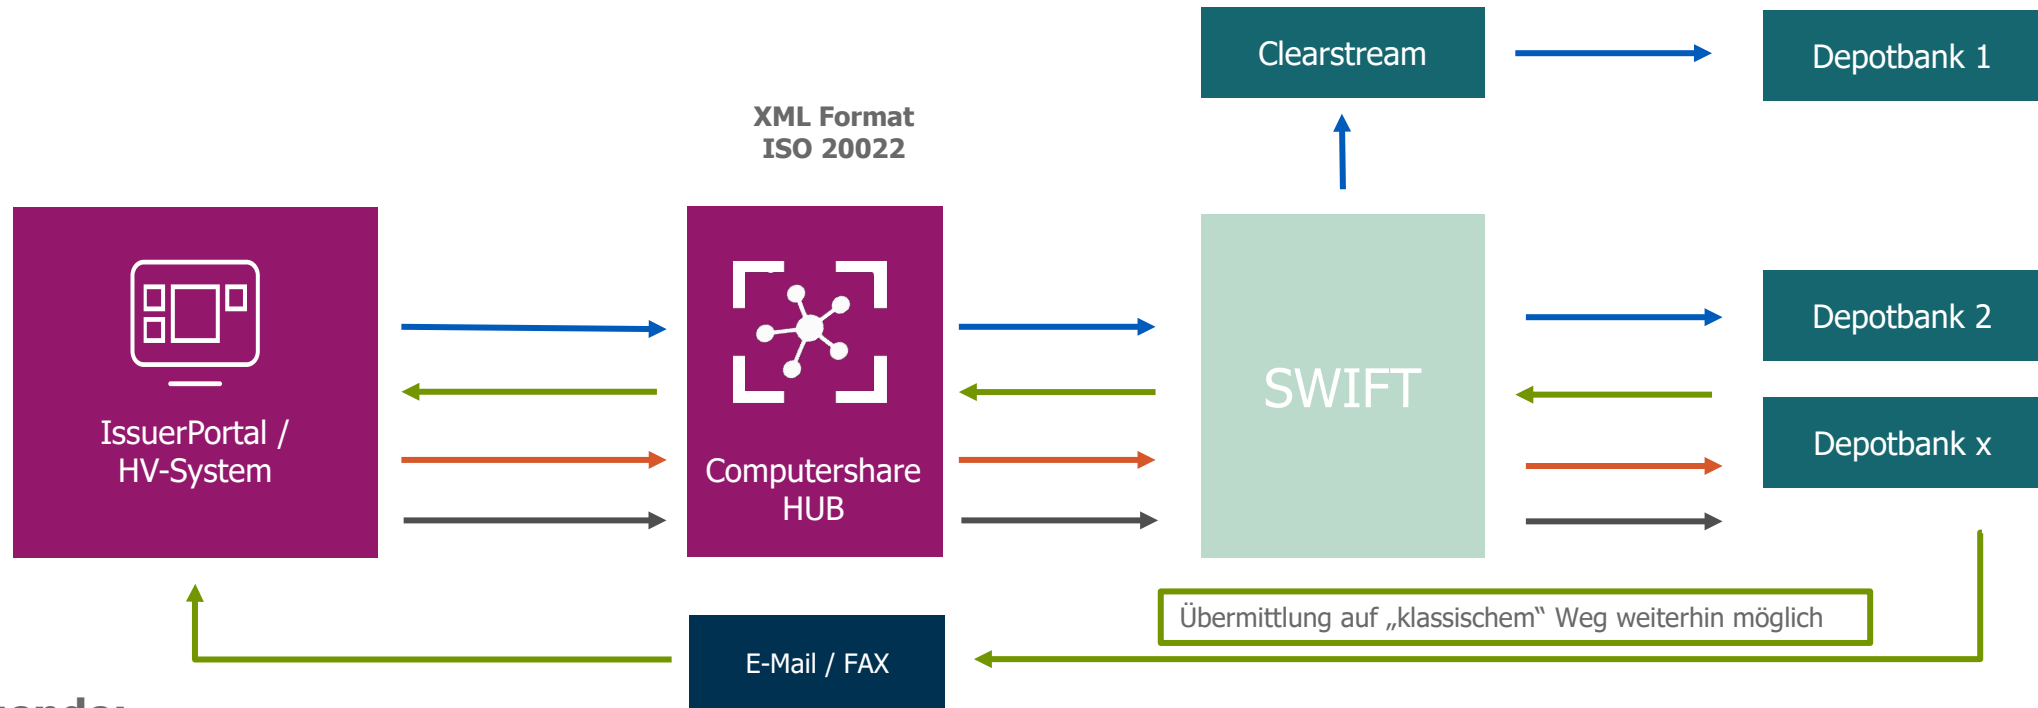 Clearstream
Depotbank 1
XML Format
ISO 20022
IssuerPortal /
HV-System
Computershare
HUB
SWIFT
Depotbank 2
Depotbank x
Übermittlung auf „klassischem“ Weg weiterhin möglich
E-Mail / FAX